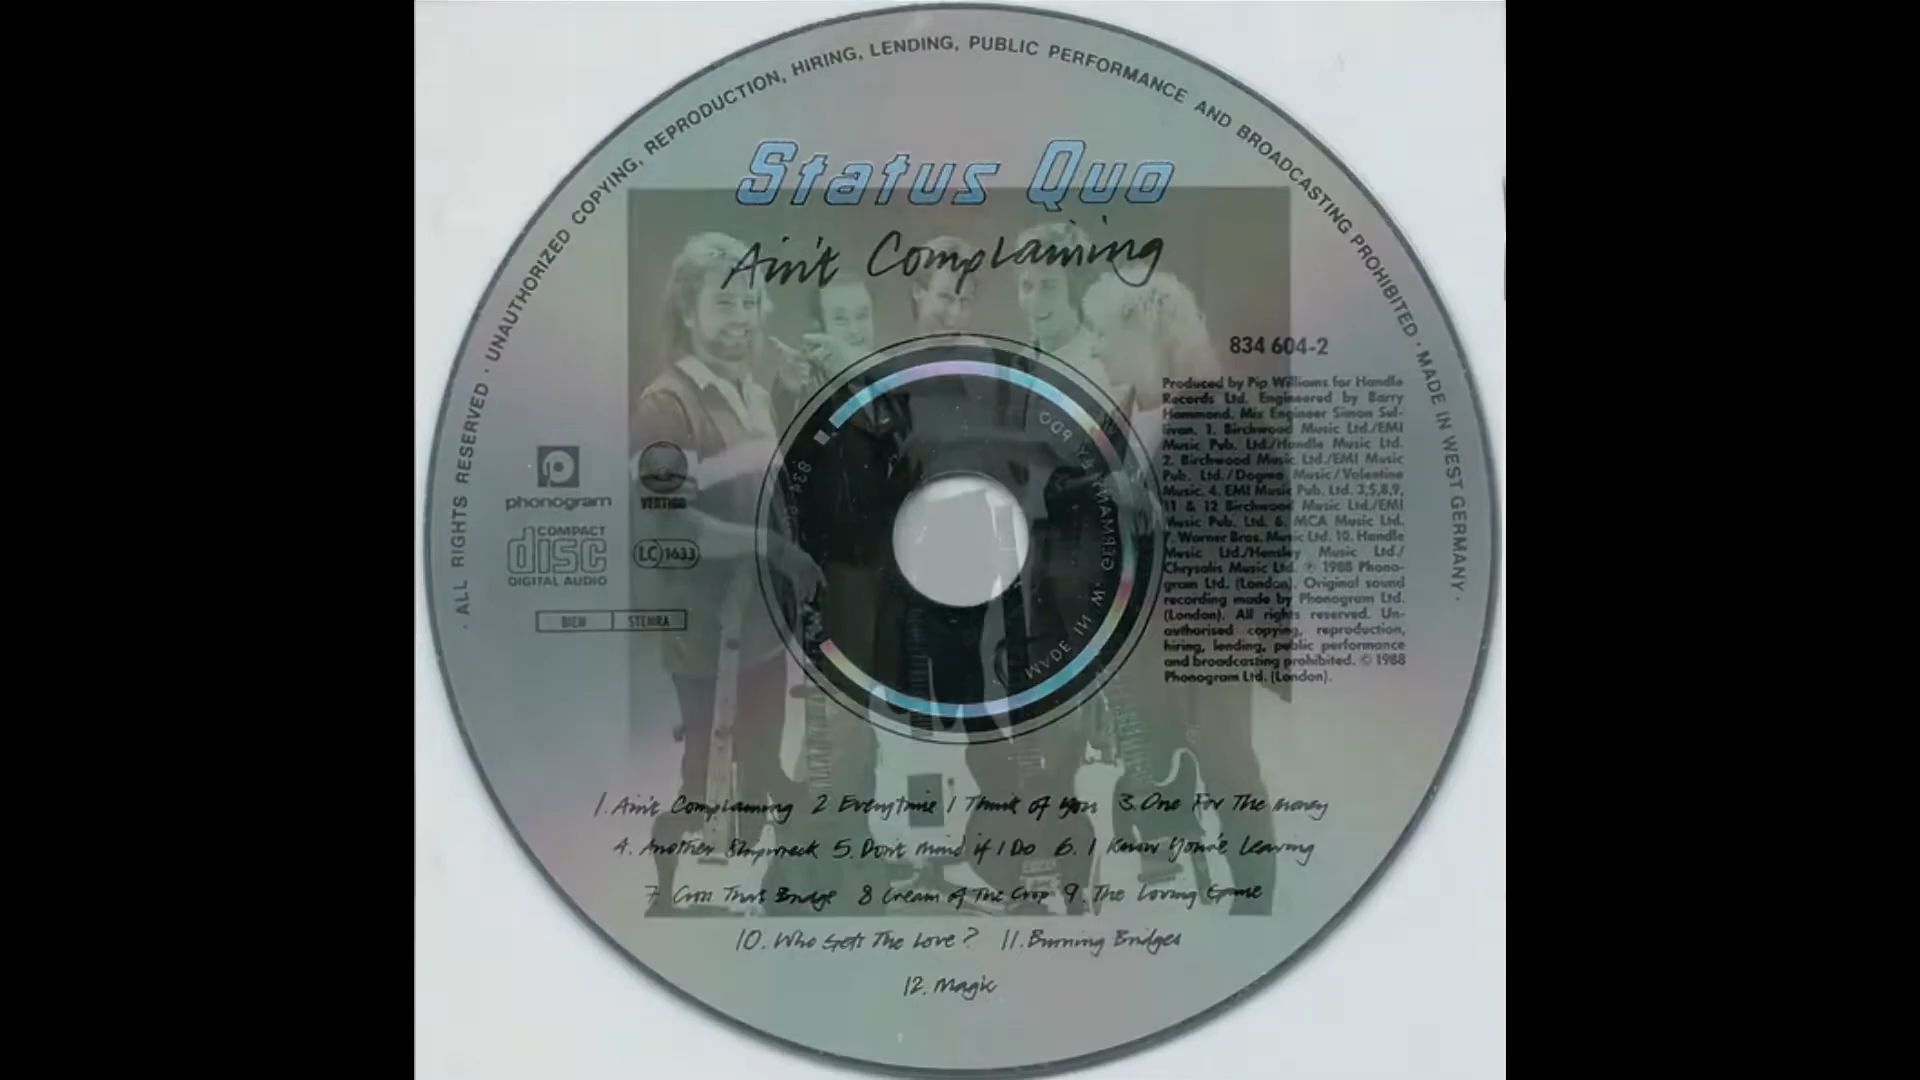 · ALL RIGHTS RESERVED · UNAUTHORIZED COPYING, REPRODUCTION, HIRING, LENDING, PUBLIC PERFORMANCE AND BROADCASTING PROHIBITED · MADE IN WEST GERMANY ·
Status Quo
Ain't Complaining
834 604-2
Produced by Pip Williams for Handle
Records Ltd. Engineered by Barry
Hammond. Mix Engineer Simon Sul-
livan. 1. Birchwood Music Ltd./EMI
Music Pub. Ltd./Handle Music Ltd.
2. Birchwood Music Ltd./EMI Music
Pub. Ltd./Dogma Music/Valentine
Music. 4. EMI Music Pub. Ltd. 3,5,8,9,
11 & 12 Birchwood Music Ltd./EMI
Music Pub. Ltd. 6. MCA Music Ltd.
7. Warner Bros. Music Ltd. 10. Handle
Music Ltd./Hensley Music Ltd./
Chrysalis Music Ltd. ℗ 1988 Phono-
gram Ltd. (London). Original sound
recording made by Phonogram Ltd.
(London). All rights reserved. Un-
authorised copying, reproduction,
hiring, lending, public performance
and broadcasting prohibited. © 1988
Phonogram Ltd. (London).
phonogram
VERTIGO
COMPACT
disc
DIGITAL AUDIO
LC 1633
BIEM STEMRA
MADE IN W. GERMANY BY PDO
1. Ain't Complaining 2 Everytime I Think of You 3. One For The Money
4. Another Shipwreck 5. Don't Mind if I Do 6. I Know You're Leaving
7 Cross That Bridge 8 Cream of The Crop 9. The Loving Game
10. Who Gets The Love? 11. Burning Bridges
12. Magic